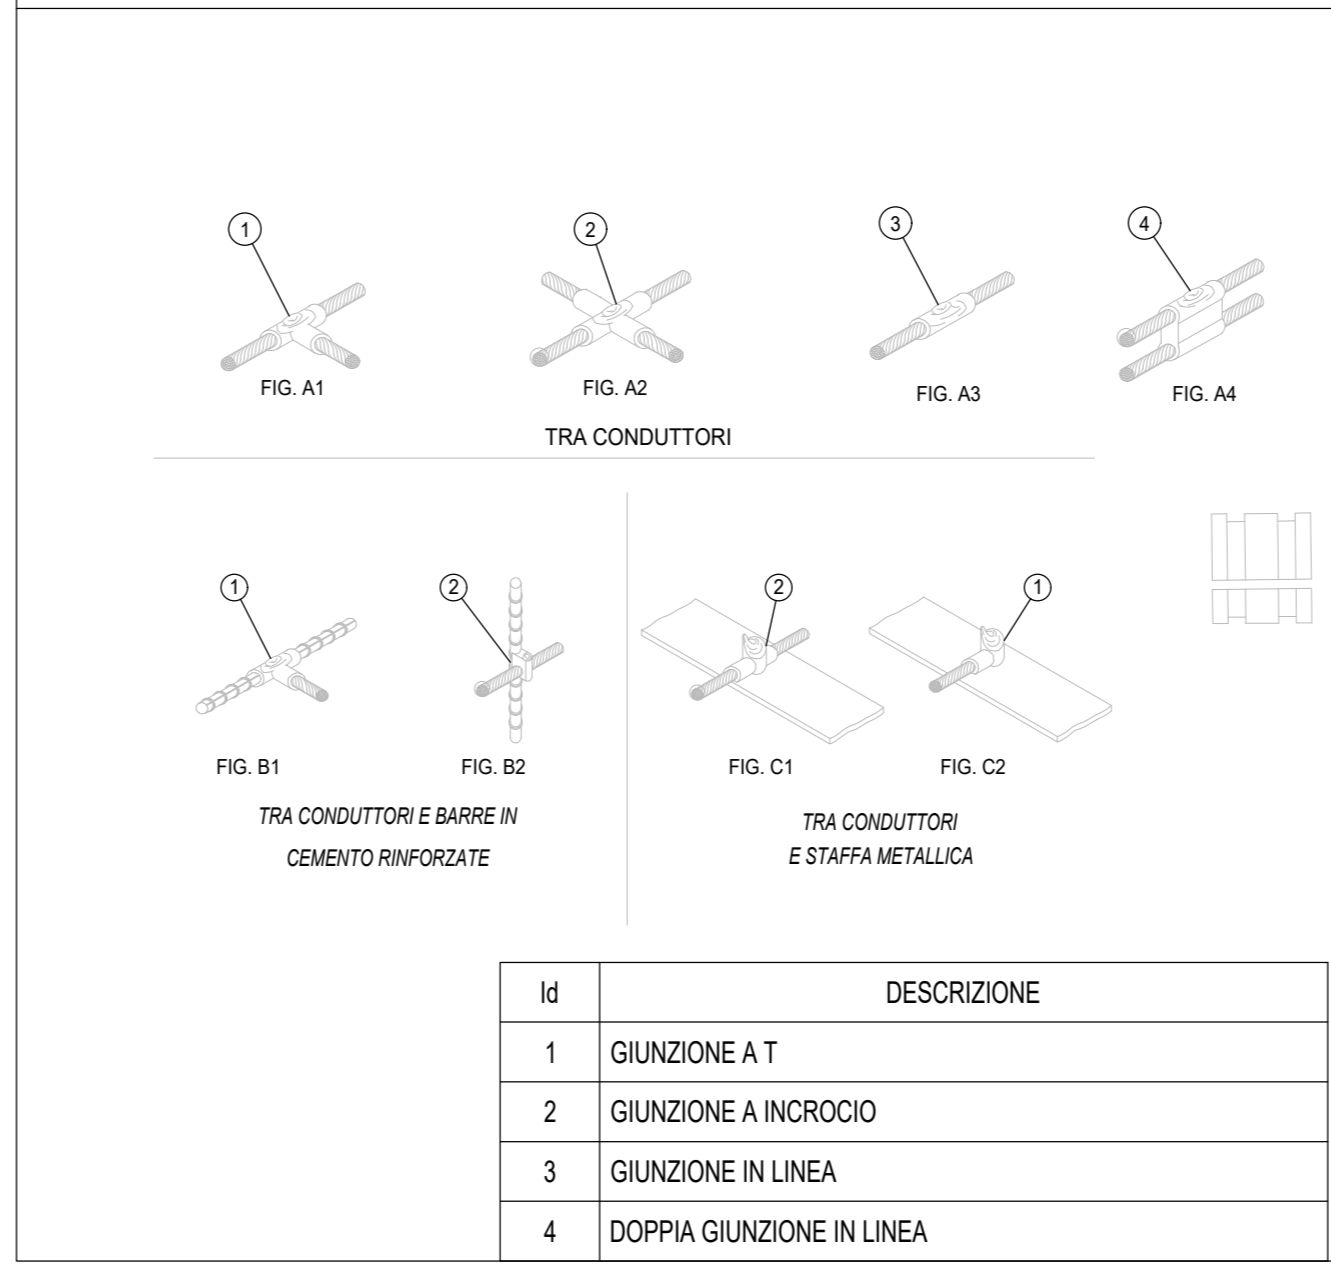 1
2
3
4
FIG. A1
FIG. A2
FIG. A3
FIG. A4
TRA CONDUTTORI
1
2
2
1
FIG. B1
FIG. B2
FIG. C1
FIG. C2
TRA CONDUTTORI E BARRE IN
CEMENTO RINFORZATE
TRA CONDUTTORI
E STAFFA METALLICA
Id DESCRIZIONE
1 GIUNZIONE A T
2 GIUNZIONE A INCROCIO
3 GIUNZIONE IN LINEA
4 DOPPIA GIUNZIONE IN LINEA